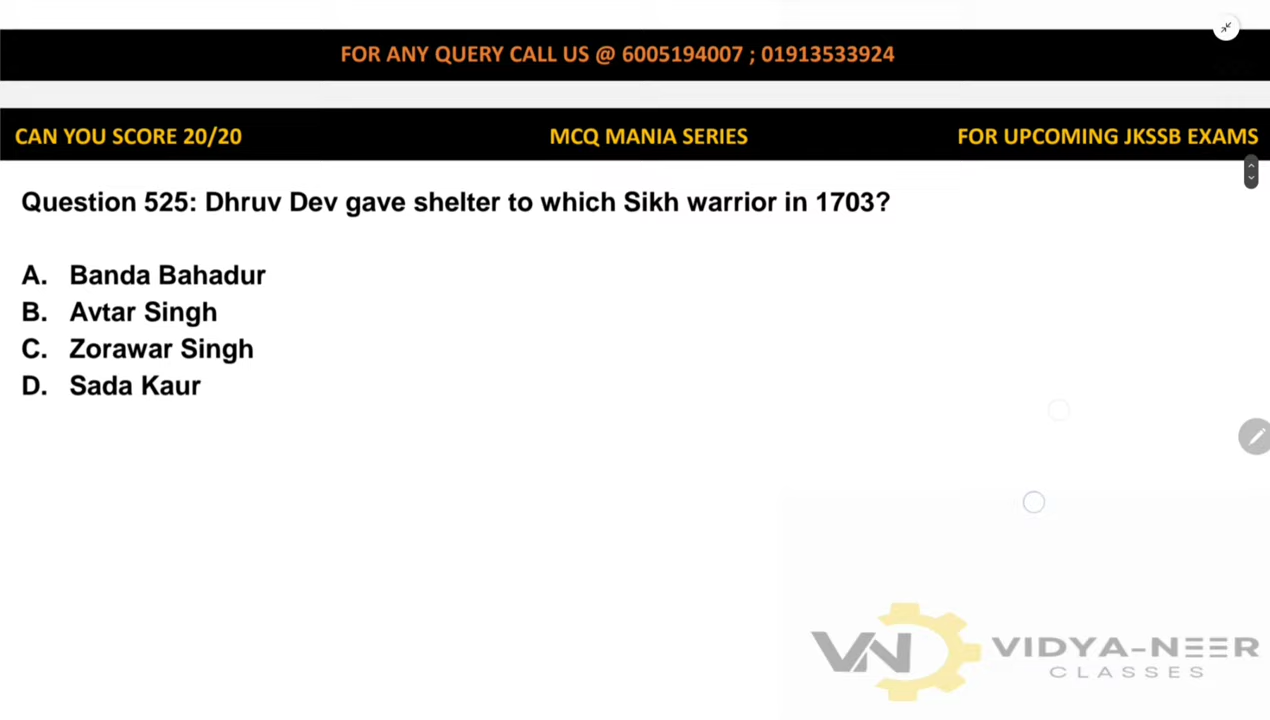 FOR ANY QUERY CALL US @ 6005194007 ; 01913533924
CAN YOU SCORE 20/20 MCQ MANIA SERIES FOR UPCOMING JKSSB EXAMS
Question 525: Dhruv Dev gave shelter to which Sikh warrior in 1703?
A. Banda Bahadur
B. Avtar Singh
C. Zorawar Singh
D. Sada Kaur
VN VIDYA-NEER
CLASSES